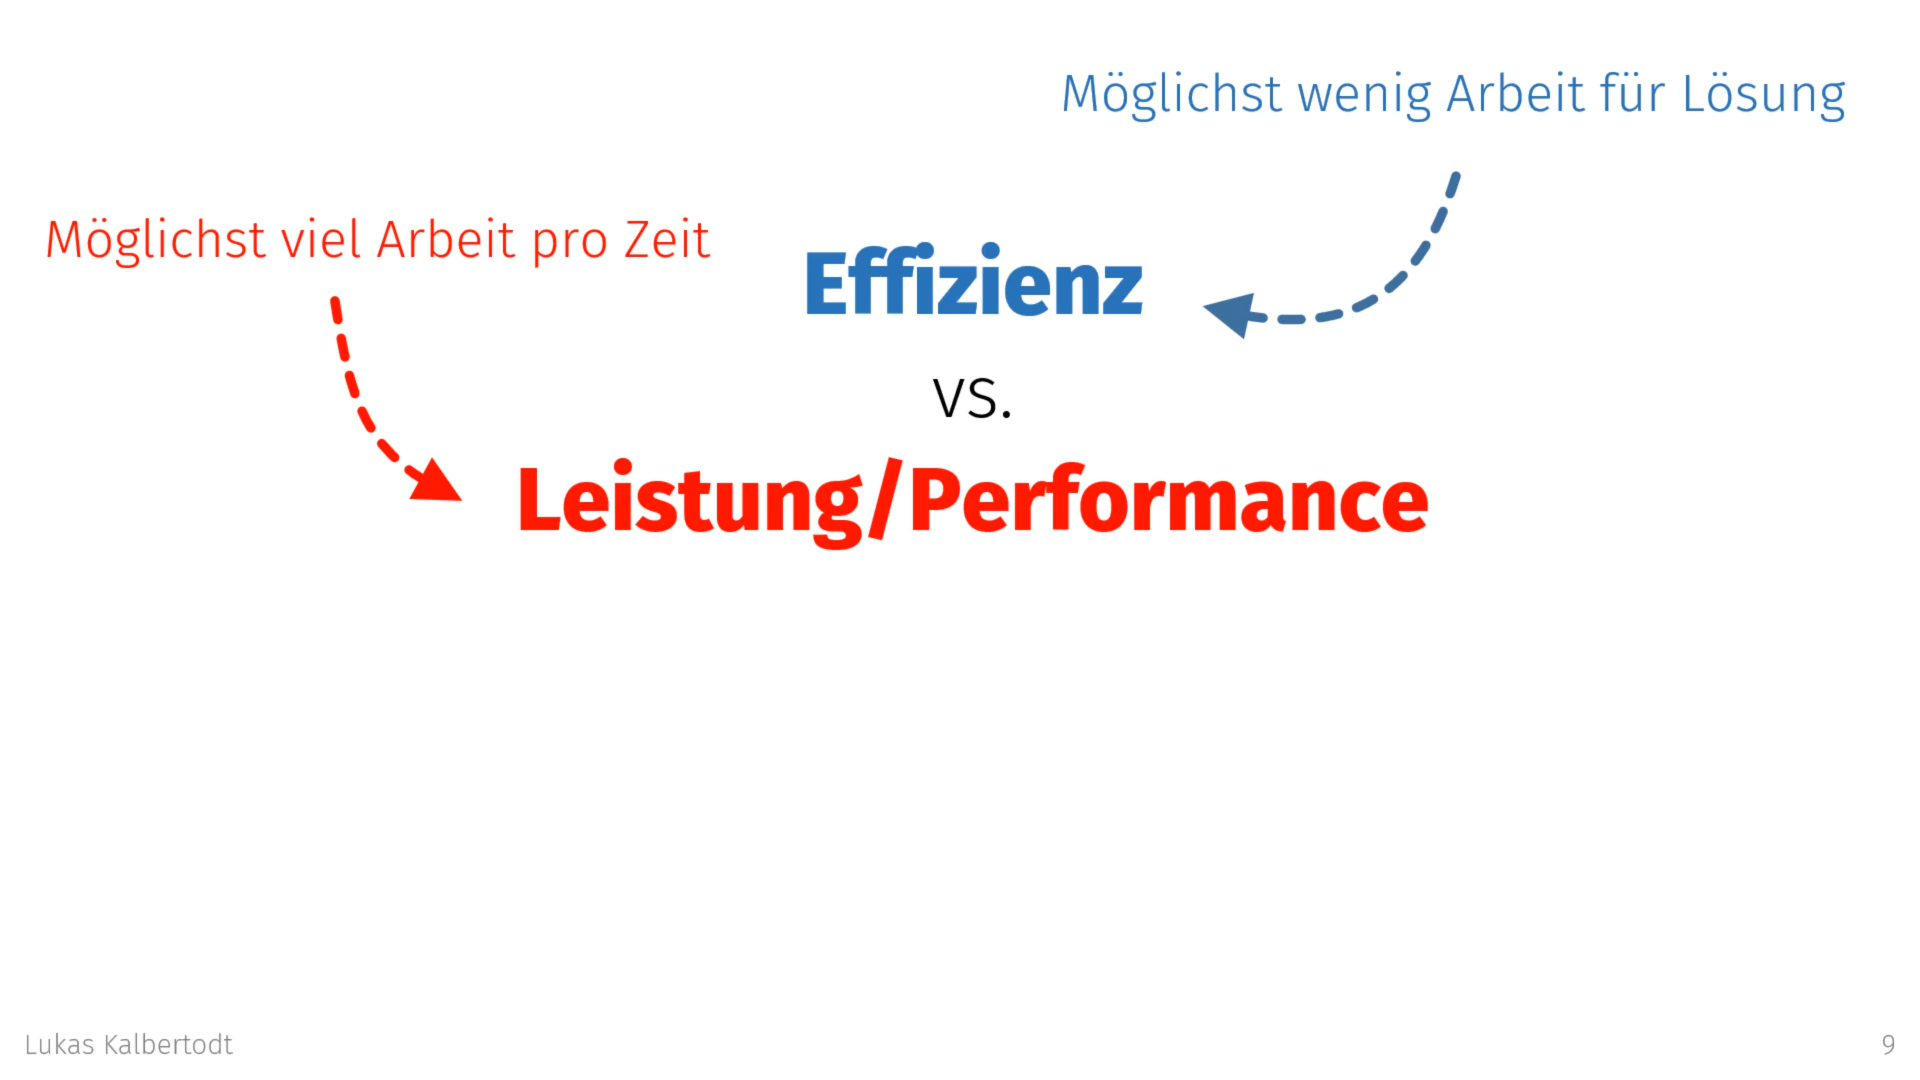 Möglichst wenig Arbeit für Lösung
Möglichst viel Arbeit pro Zeit
Effizienz
vs.
Leistung/Performance
Lukas Kalbertodt
9